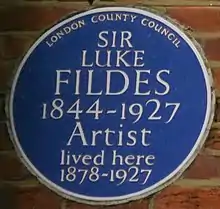 LONDON COUNTY COUNCIL
SIR
LUKE
FILDES
1844-1927
Artist
lived here
1878-1927